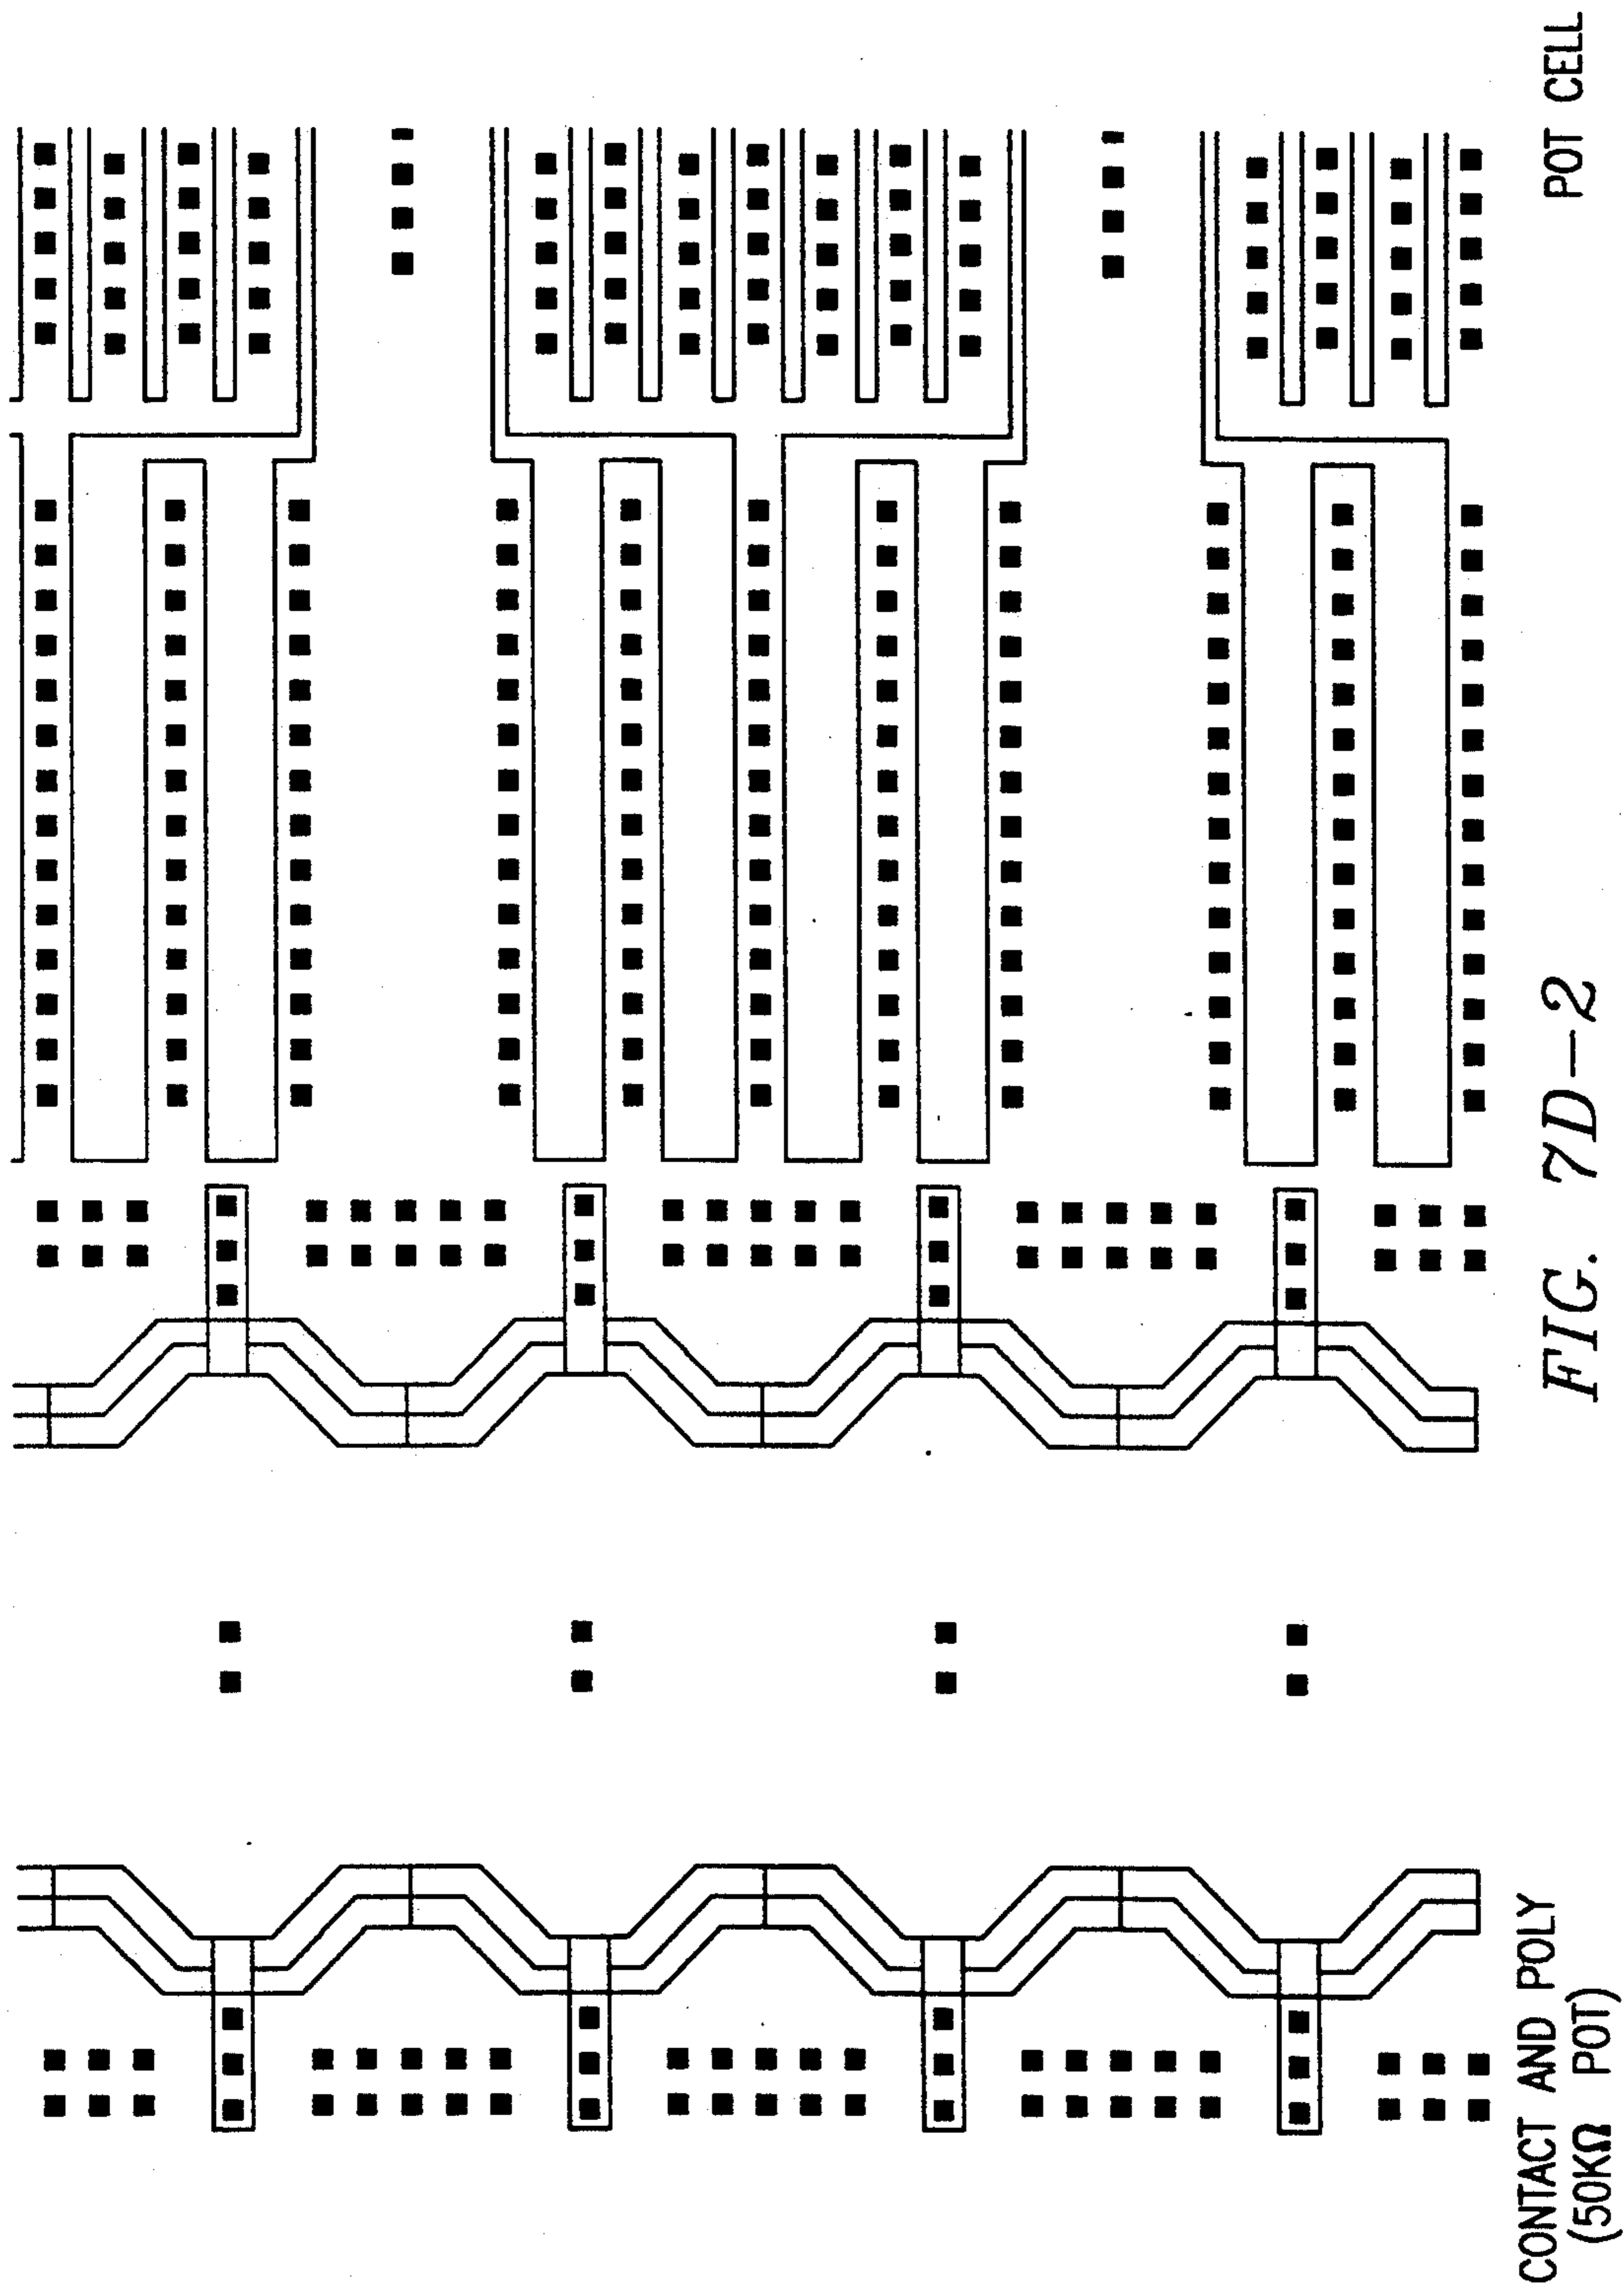 CONTACT AND POLY
(50KΩ POT)
FIG. 7D-2
POT CELL